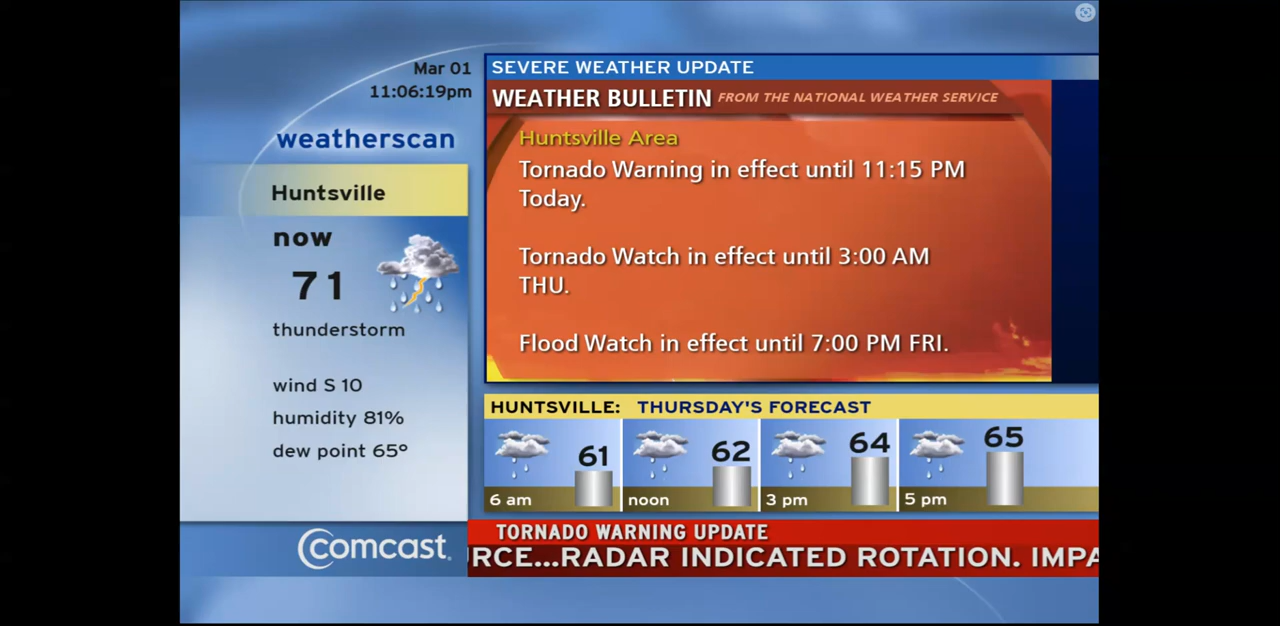 Mar 01
11:06:19pm
weatherscan
Huntsville
now
71
thunderstorm
wind S 10
humidity 81%
dew point 65°
SEVERE WEATHER UPDATE
WEATHER BULLETIN FROM THE NATIONAL WEATHER SERVICE
Huntsville Area
Tornado Warning in effect until 11:15 PM
Today.
Tornado Watch in effect until 3:00 AM
THU.
Flood Watch in effect until 7:00 PM FRI.
HUNTSVILLE: THURSDAY'S FORECAST
61 62 64 65
6 am noon 3 pm 5 pm
Comcast.
TORNADO WARNING UPDATE
RCE...RADAR INDICATED ROTATION. IMPA